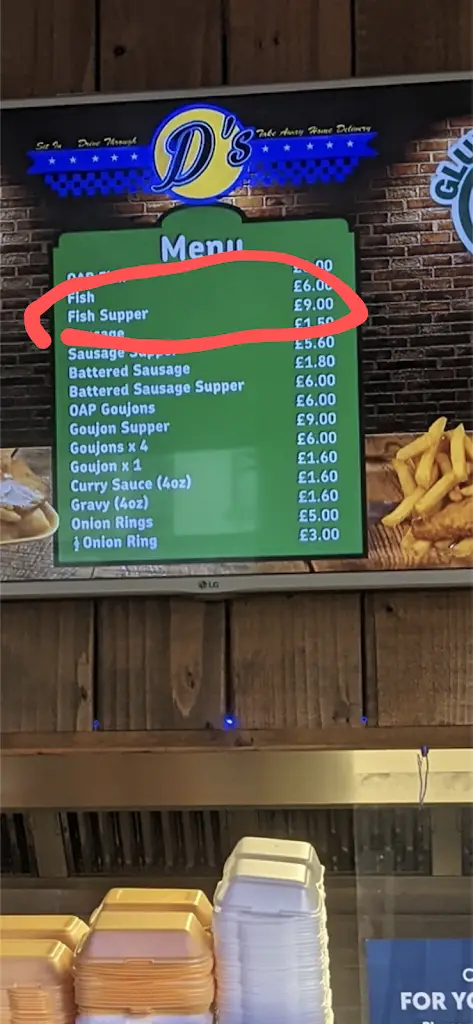 Sit In Drive Through D's Take Away Home Delivery
Menu
OAP
Fish £6.00
Fish Supper £9.00
Sausage £1.50
Sausage Supper £5.60
Battered Sausage £1.80
Battered Sausage Supper £6.00
OAP Goujons £6.00
Goujon Supper £9.00
Goujons x 4 £6.00
Goujon x 1 £1.60
Curry Sauce (4oz) £1.60
Gravy (4oz) £1.60
Onion Rings £5.00
½ Onion Ring £3.00
GLU
LG
FOR YO